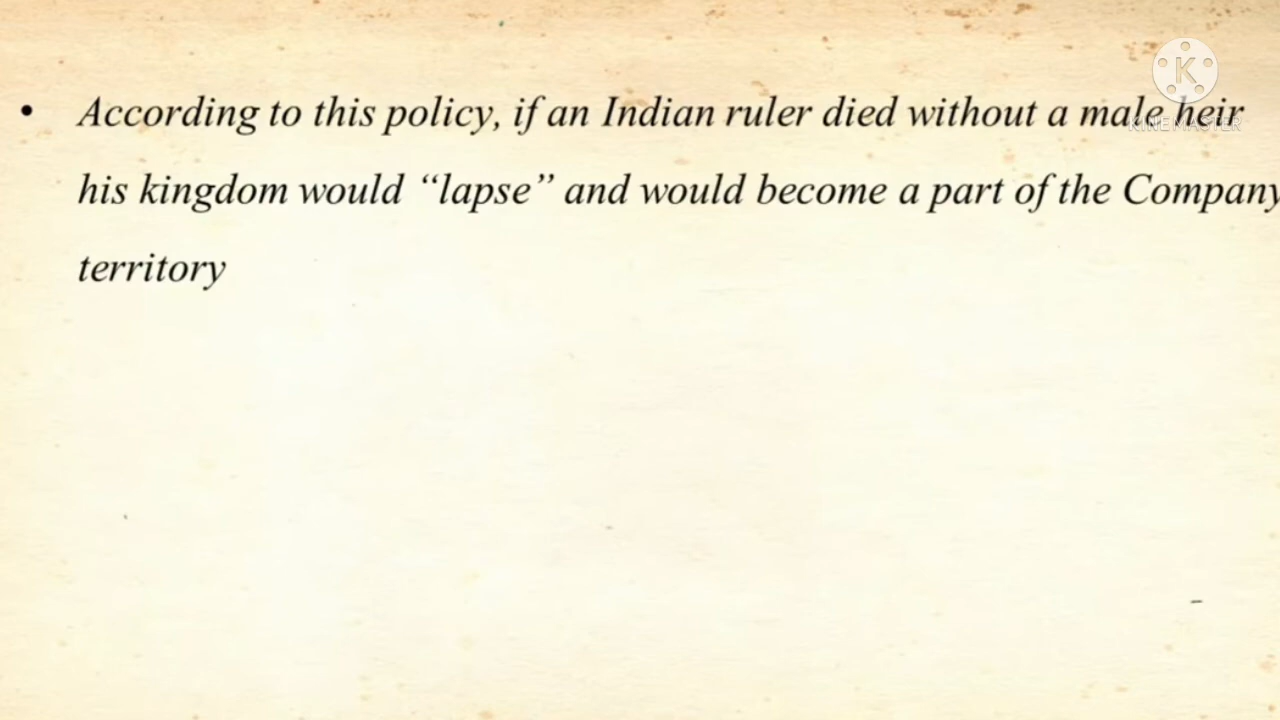 • According to this policy, if an Indian ruler died without a male heir
his kingdom would “lapse” and would become a part of the Company
territory
K
KINEMASTER